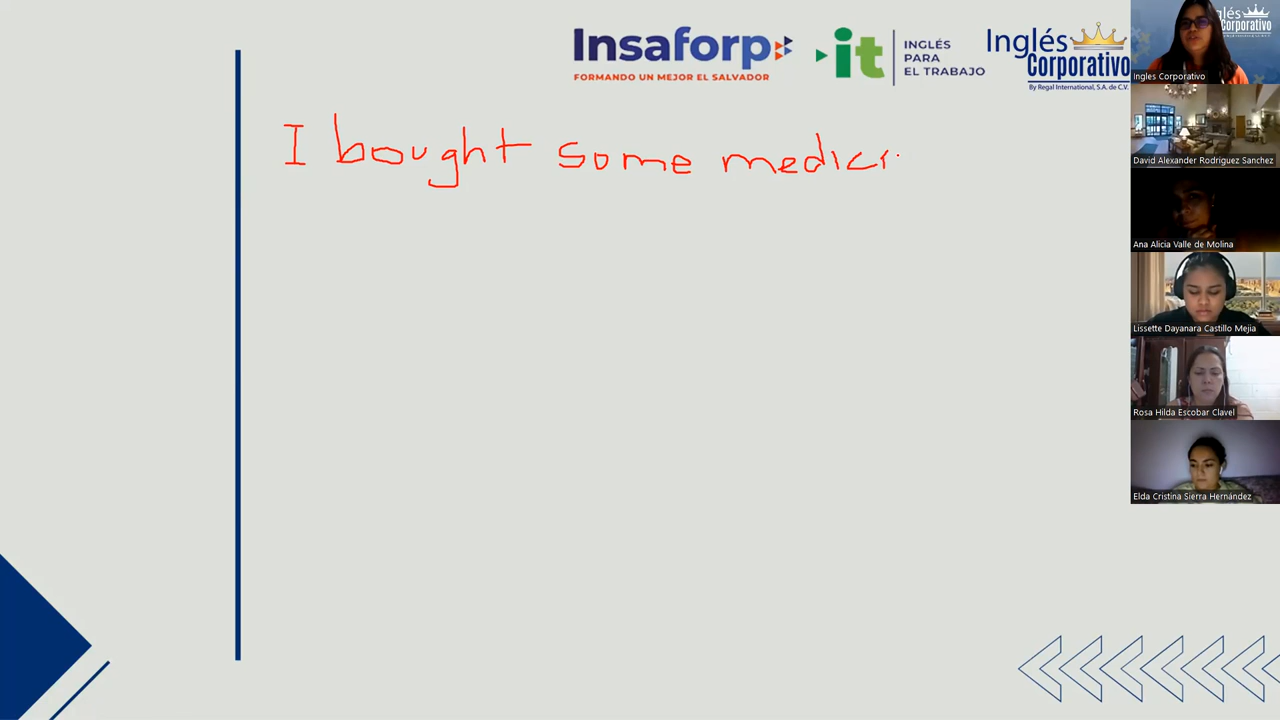 Insaforp
FORMANDO UN MEJOR EL SALVADOR
it
INGLÉS
PARA
EL TRABAJO
Inglés
Corporativo
By Regal International, S.A. de C.V.
I bought some medici
glés
Corporativo
Ingles Corporativo
David Alexander Rodriguez Sanchez
Ana Alicia Valle de Molina
Lissette Dayanara Castillo Mejia
Rosa Hilda Escobar Clavel
Elda Cristina Sierra Hernández